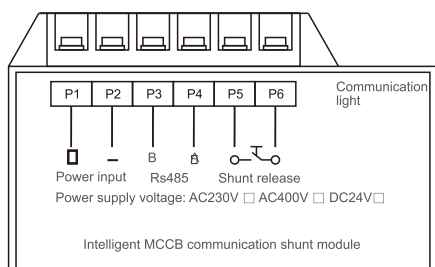 P1 P2 P3 P4 P5 P6
Communication
light
B
Power input Rs485 Shunt release
Power supply voltage: AC230V □ AC400V □ DC24V□
Intelligent MCCB communication shunt module